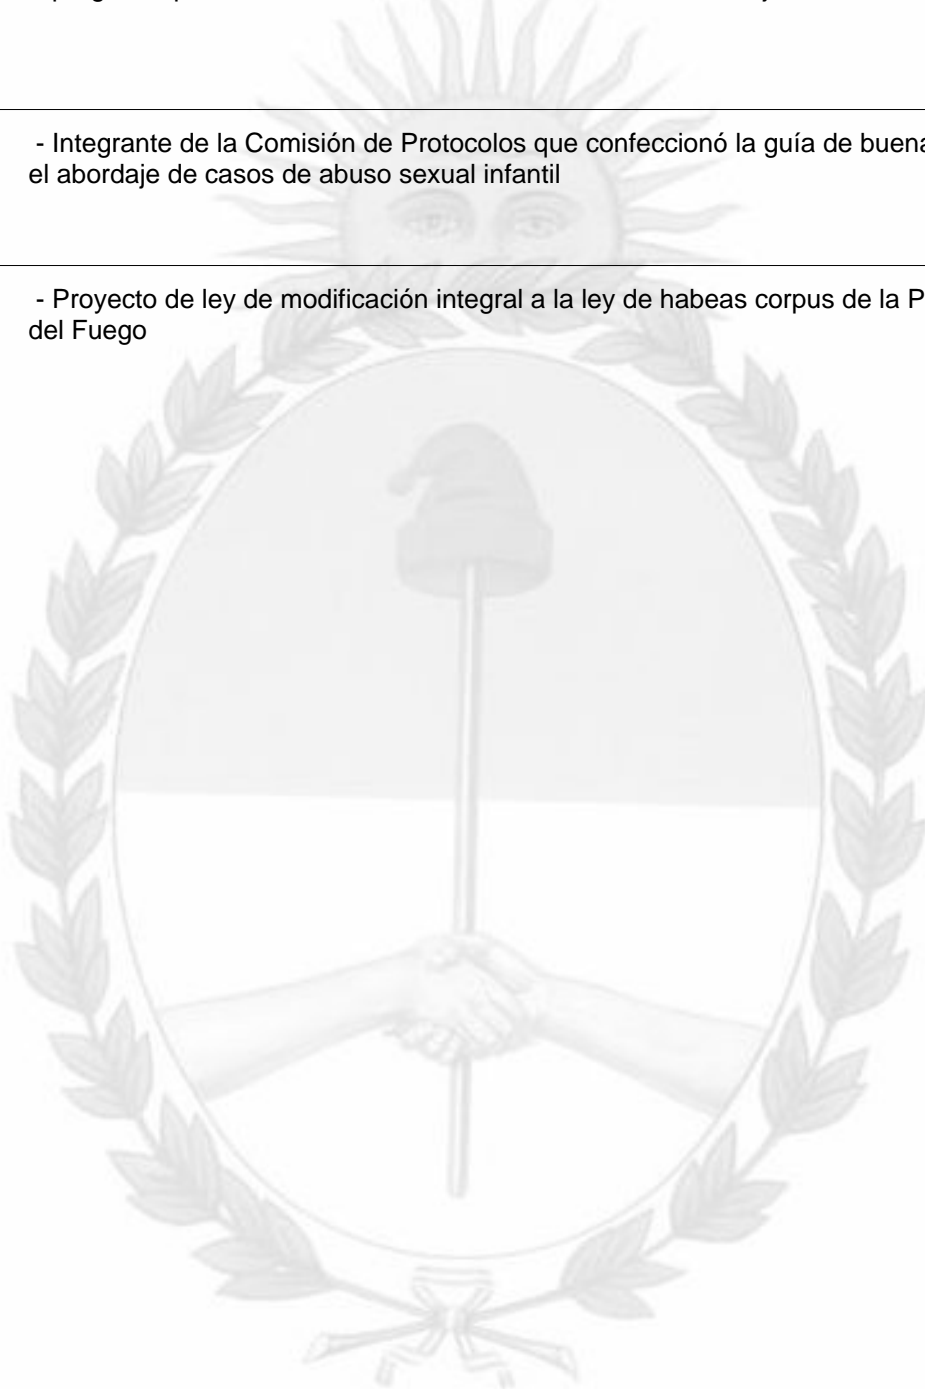 - Integrante de la Comisión de Protocolos que confeccionó la guía de buena
el abordaje de casos de abuso sexual infantil
- Proyecto de ley de modificación integral a la ley de habeas corpus de la P
del Fuego